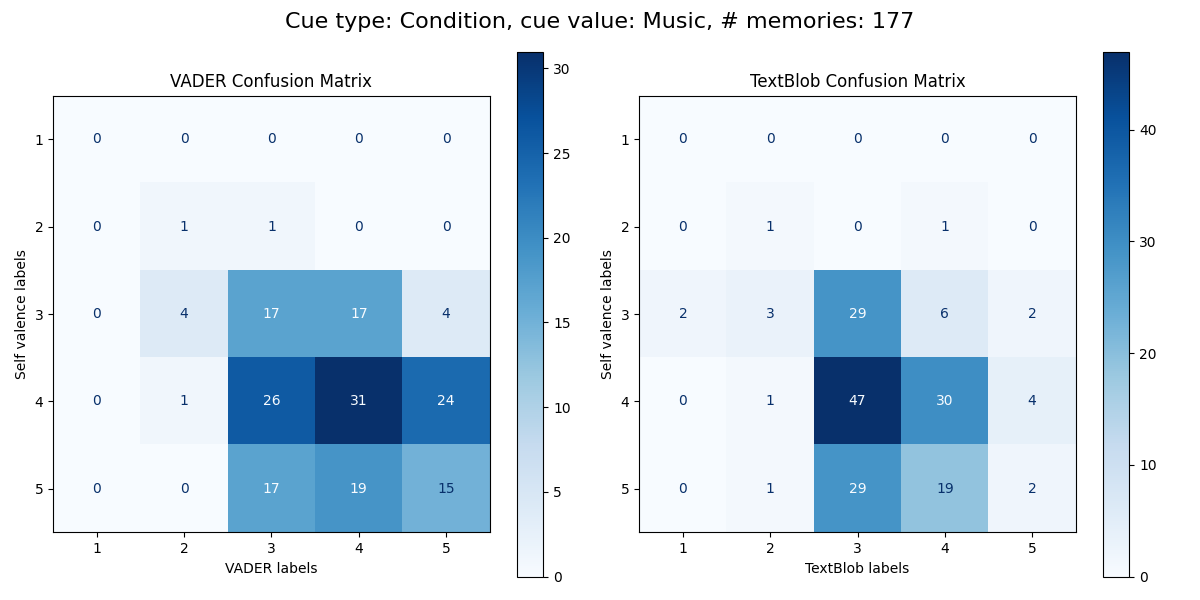 Cue type: Condition, cue value: Music, # memories: 177
VADER Confusion Matrix
Self valence labels
1 0 0 0 0 0
2 0 1 1 0 0
3 0 4 17 17 4
4 0 1 26 31 24
5 0 0 17 19 15
1 2 3 4 5
VADER labels
30
25
20
15
10
5
0
TextBlob Confusion Matrix
Self valence labels
1 0 0 0 0 0
2 0 1 0 1 0
3 2 3 29 6 2
4 0 1 47 30 4
5 0 1 29 19 2
1 2 3 4 5
TextBlob labels
40
30
20
10
0